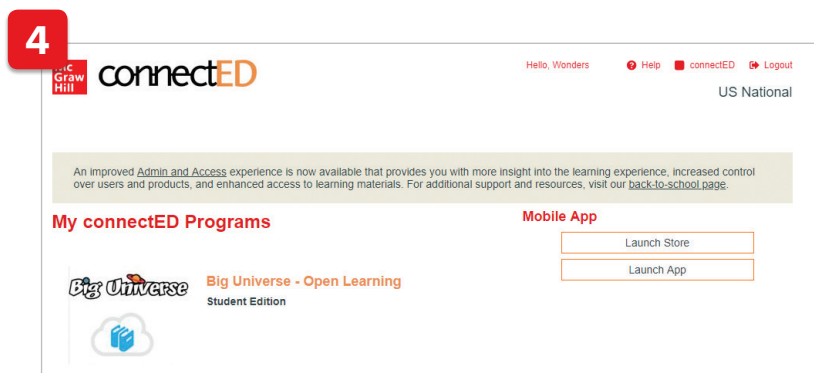 4
Mc
Graw
Hill
connectED
Hello, Wonders Help connectED Logout
US National
An improved Admin and Access experience is now available that provides you with more insight into the learning experience, increased control
over users and products, and enhanced access to learning materials. For additional support and resources, visit our back-to-school page.
My connectED Programs
Mobile App
Launch Store
Launch App
Big Universe
Big Universe - Open Learning
Student Edition